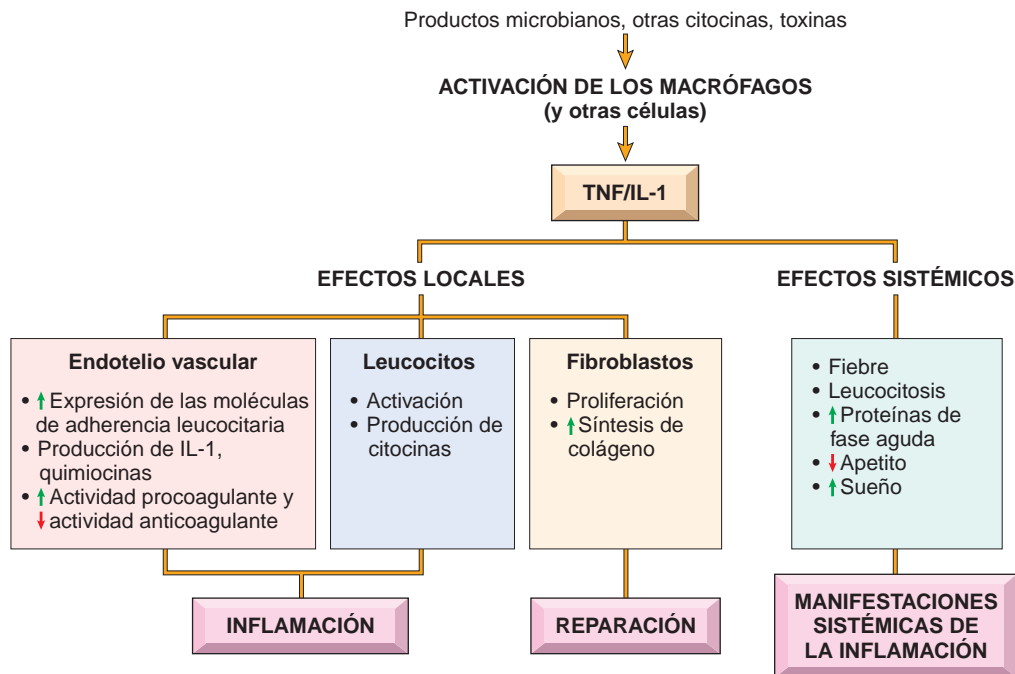 Productos microbianos, otras citocinas, toxinas
ACTIVACIÓN DE LOS MACRÓFAGOS
(y otras células)
TNF/IL-1
EFECTOS LOCALES
EFECTOS SISTÉMICOS
Endotelio vascular
• ↑ Expresión de las moléculas
de adherencia leucocitaria
• Producción de IL-1,
quimiocinas
• ↑ Actividad procoagulante y
↓ actividad anticoagulante
Leucocitos
• Activación
• Producción de
citocinas
Fibroblastos
• Proliferación
• ↑ Síntesis de
colágeno
• Fiebre
• Leucocitosis
• ↑ Proteínas de
fase aguda
• ↓ Apetito
• ↑ Sueño
INFLAMACIÓN
REPARACIÓN
MANIFESTACIONES
SISTÉMICAS DE
LA INFLAMACIÓN